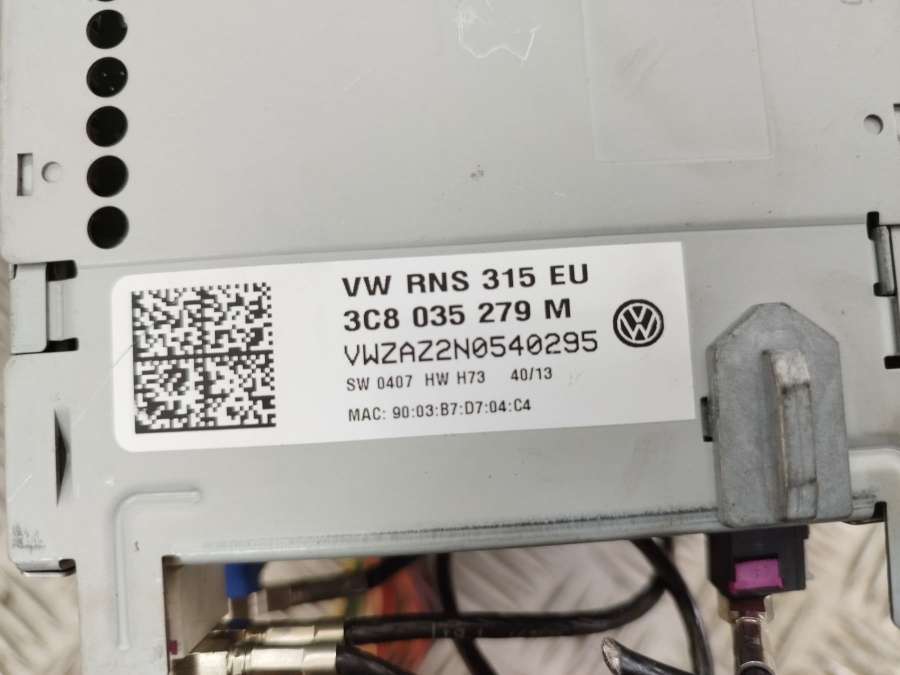 VW RNS 315 EU
3C8 035 279 M
VWZAZ2N0540295
SW 0407 HW H73 40/13
MAC: 90:03:B7:D7:04:C4